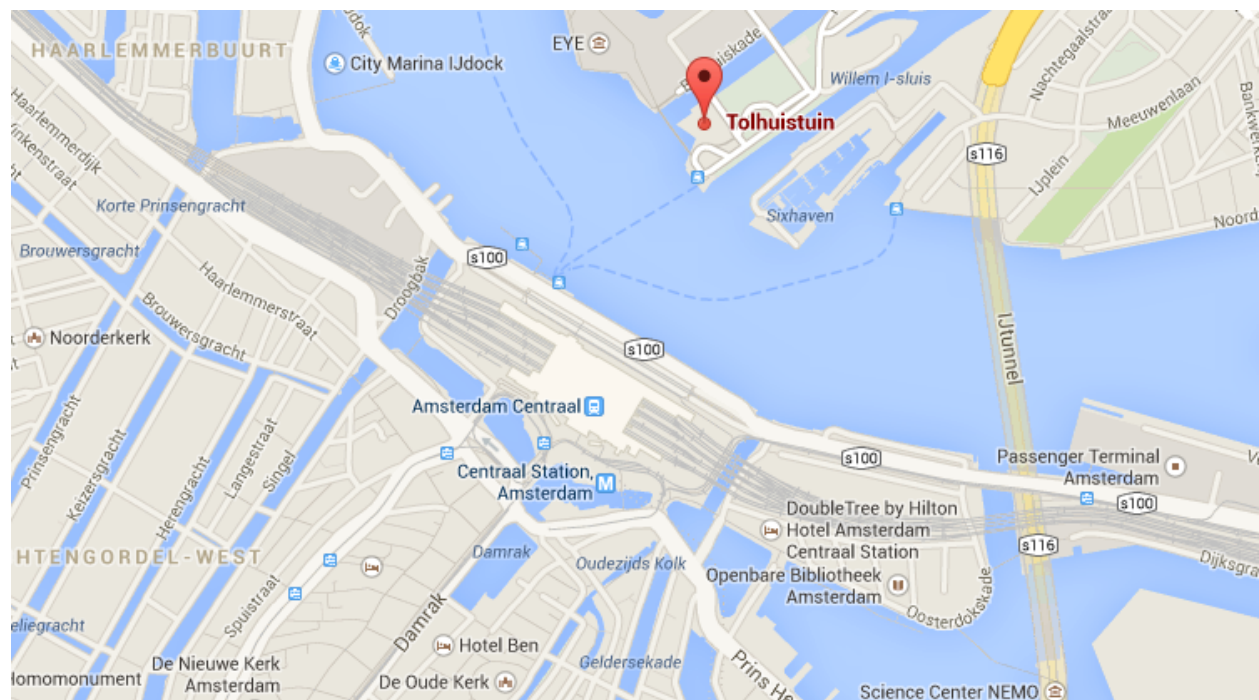 HAARLEMMERBUURT
City Marina IJdock
EYE
Willem I-sluis
Nachtegaalstraat
Meeuwenlaan
Tolhuistuin
s116
IJplein
Haarlemmerdijk
Korte Prinsengracht
Sixhaven
Brouwersgracht
s100
Droogbak
Haarlemmerstraat
Brouwersgracht
Noorderkerk
s100
IJtunnel
Amsterdam Centraal
Prinsengracht
Keizersgracht
Herengracht
Langestraat
Singel
Centraal Station,
Amsterdam
s100
Passenger Terminal
Amsterdam
s100
DoubleTree by Hilton
Hotel Amsterdam
Centraal Station
s116
HTENGORDEL-WEST
Damrak
Oudezijds Kolk
Openbare Bibliotheek
Amsterdam
Oosterdokskade
Spuistraat
Damrak
Hotel Ben
Geldersekade
De Nieuwe Kerk
Amsterdam
De Oude Kerk
Prins He
Science Center NEMO